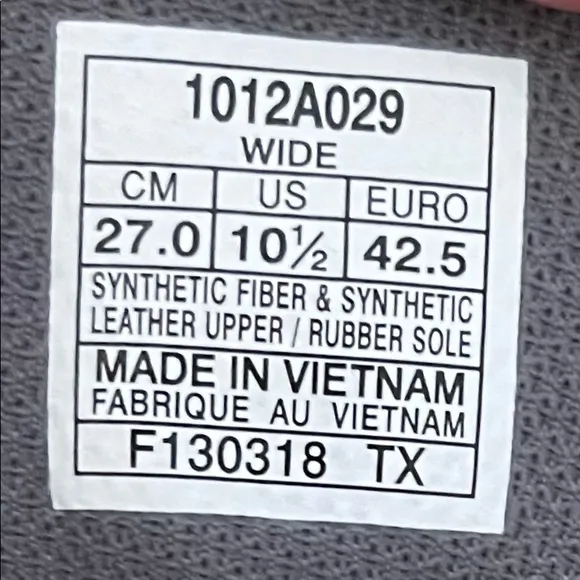 1012A029
WIDE
CM US EURO
27.0 10½ 42.5
SYNTHETIC FIBER & SYNTHETIC
LEATHER UPPER / RUBBER SOLE
MADE IN VIETNAM
FABRIQUE AU VIETNAM
F130318 TX